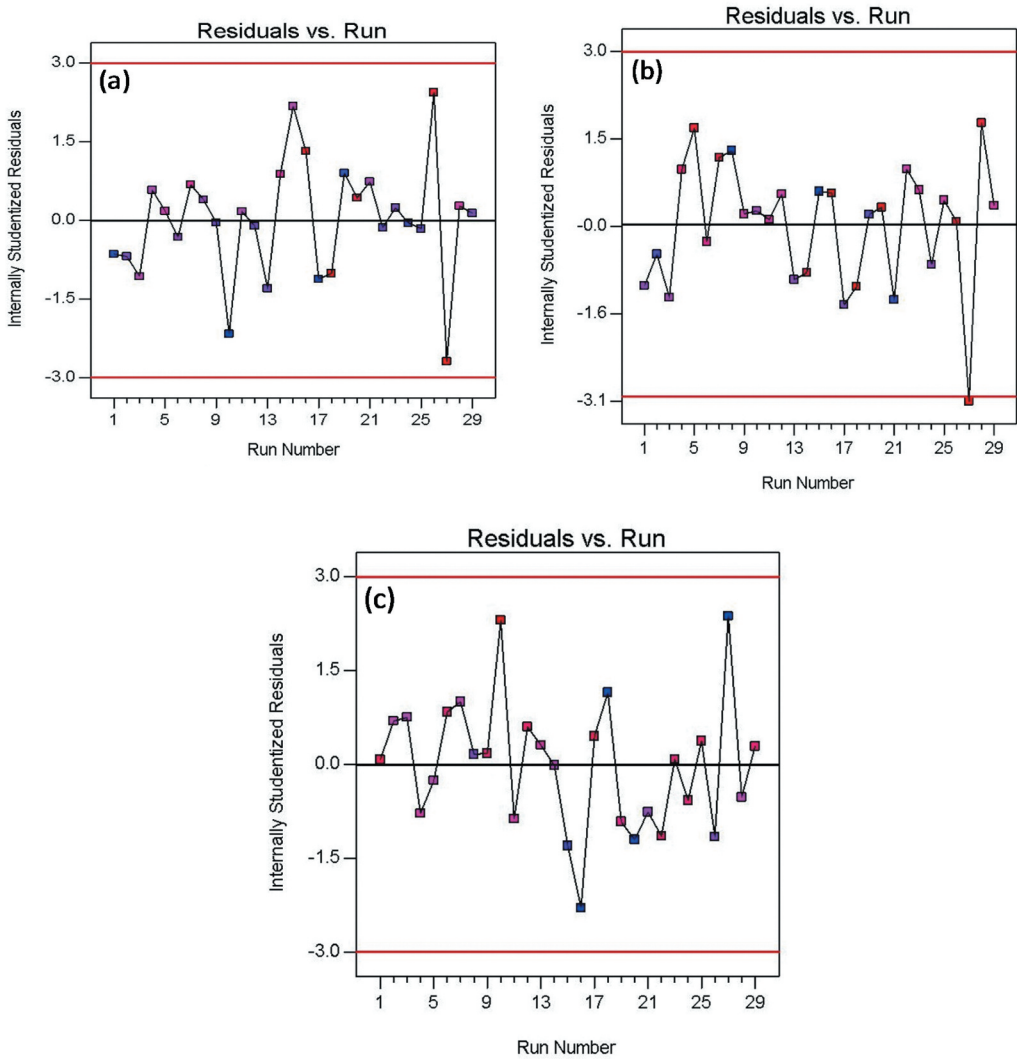 Residuals vs. Run
(a)
Internally Studentized Residuals
3.0
1.5
0.0
-1.5
-3.0
1 5 9 13 17 21 25 29
Run Number
Residuals vs. Run
(b)
Internally Studentized Residuals
3.0
1.5
-0.0
-1.6
-3.1
1 5 9 13 17 21 25 29
Run Number
Residuals vs. Run
(c)
Internally Studentized Residuals
3.0
1.5
0.0
-1.5
-3.0
1 5 9 13 17 21 25 29
Run Number